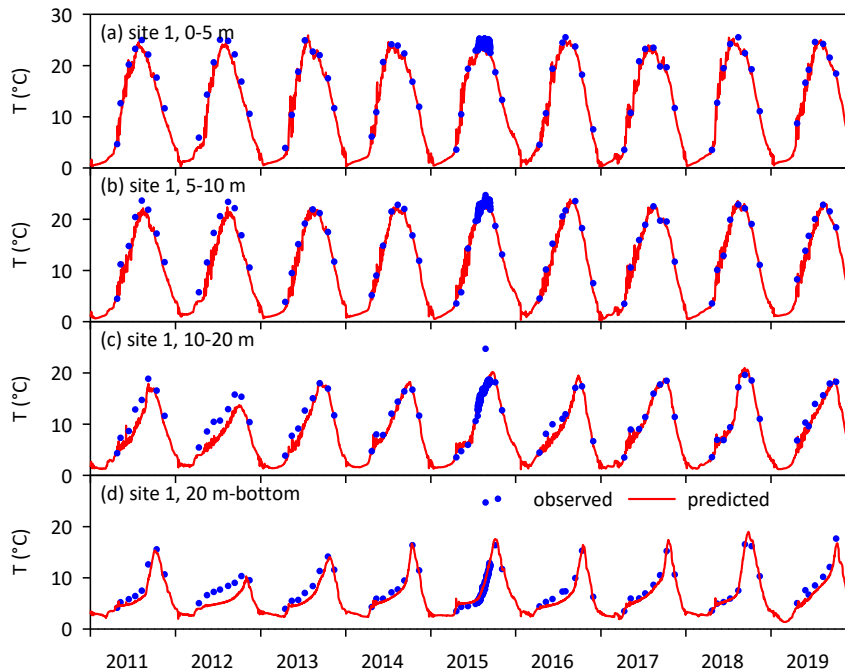 30
(a) site 1, 0-5 m
20
T (°C)
10
0
(b) site 1, 5-10 m
20
T (°C)
10
0
(c) site 1, 10-20 m
20
T (°C)
10
0
(d) site 1, 20 m-bottom
observed predicted
20
T (°C)
10
0
2011 2012 2013 2014 2015 2016 2017 2018 2019